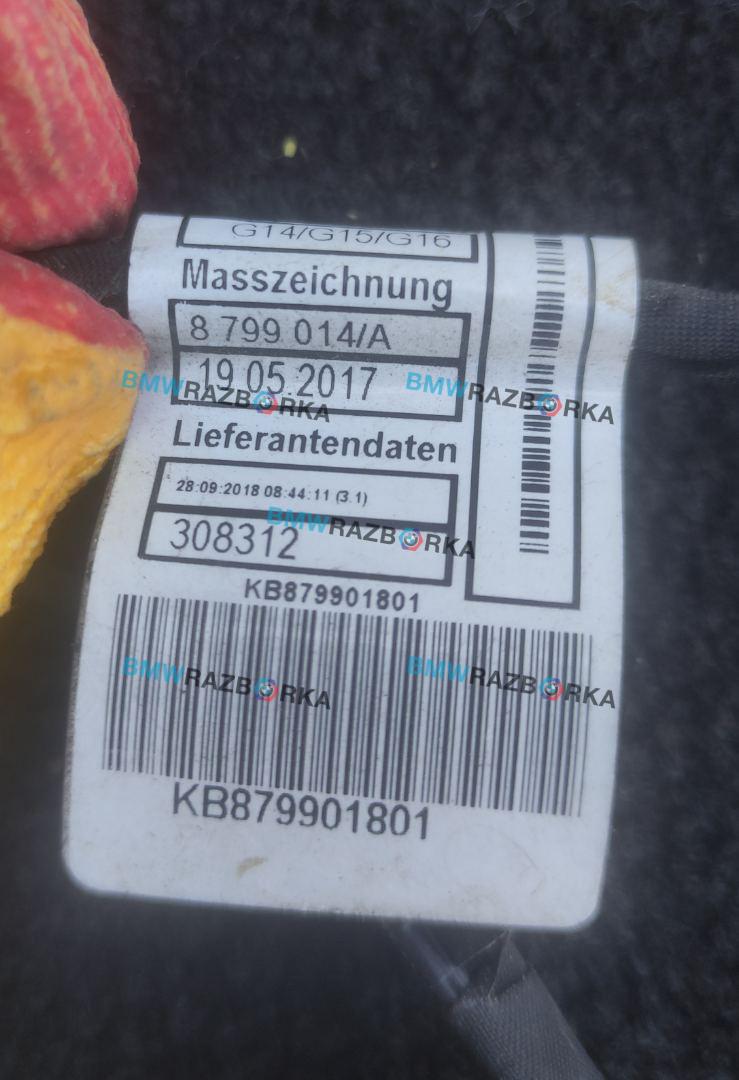 G14/G15/G16
Masszeichnung
8 799 014/A
19.05.2017
BMWRAZBORKA
BMWRAZBORKA
Lieferantendaten
28:09:2018 08:44:11 (3.1)
BMWRAZBORKA
308312
KB879901801
BMWRAZBORKA
BMWRAZBORKA
KB879901801